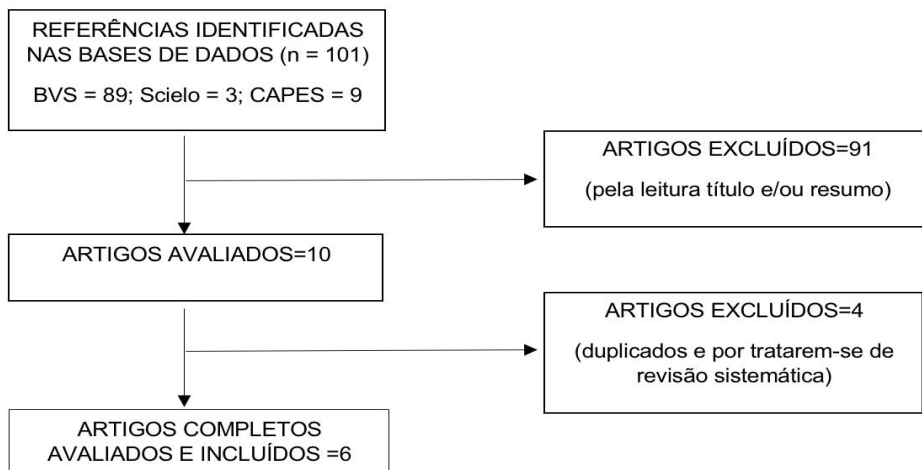 REFERÊNCIAS IDENTIFICADAS
NAS BASES DE DADOS (n = 101)
BVS = 89; Scielo = 3; CAPES = 9
ARTIGOS EXCLUÍDOS=91
(pela leitura título e/ou resumo)
ARTIGOS AVALIADOS=10
ARTIGOS EXCLUÍDOS=4
(duplicados e por tratarem-se de
revisão sistemática)
ARTIGOS COMPLETOS
AVALIADOS E INCLUÍDOS =6